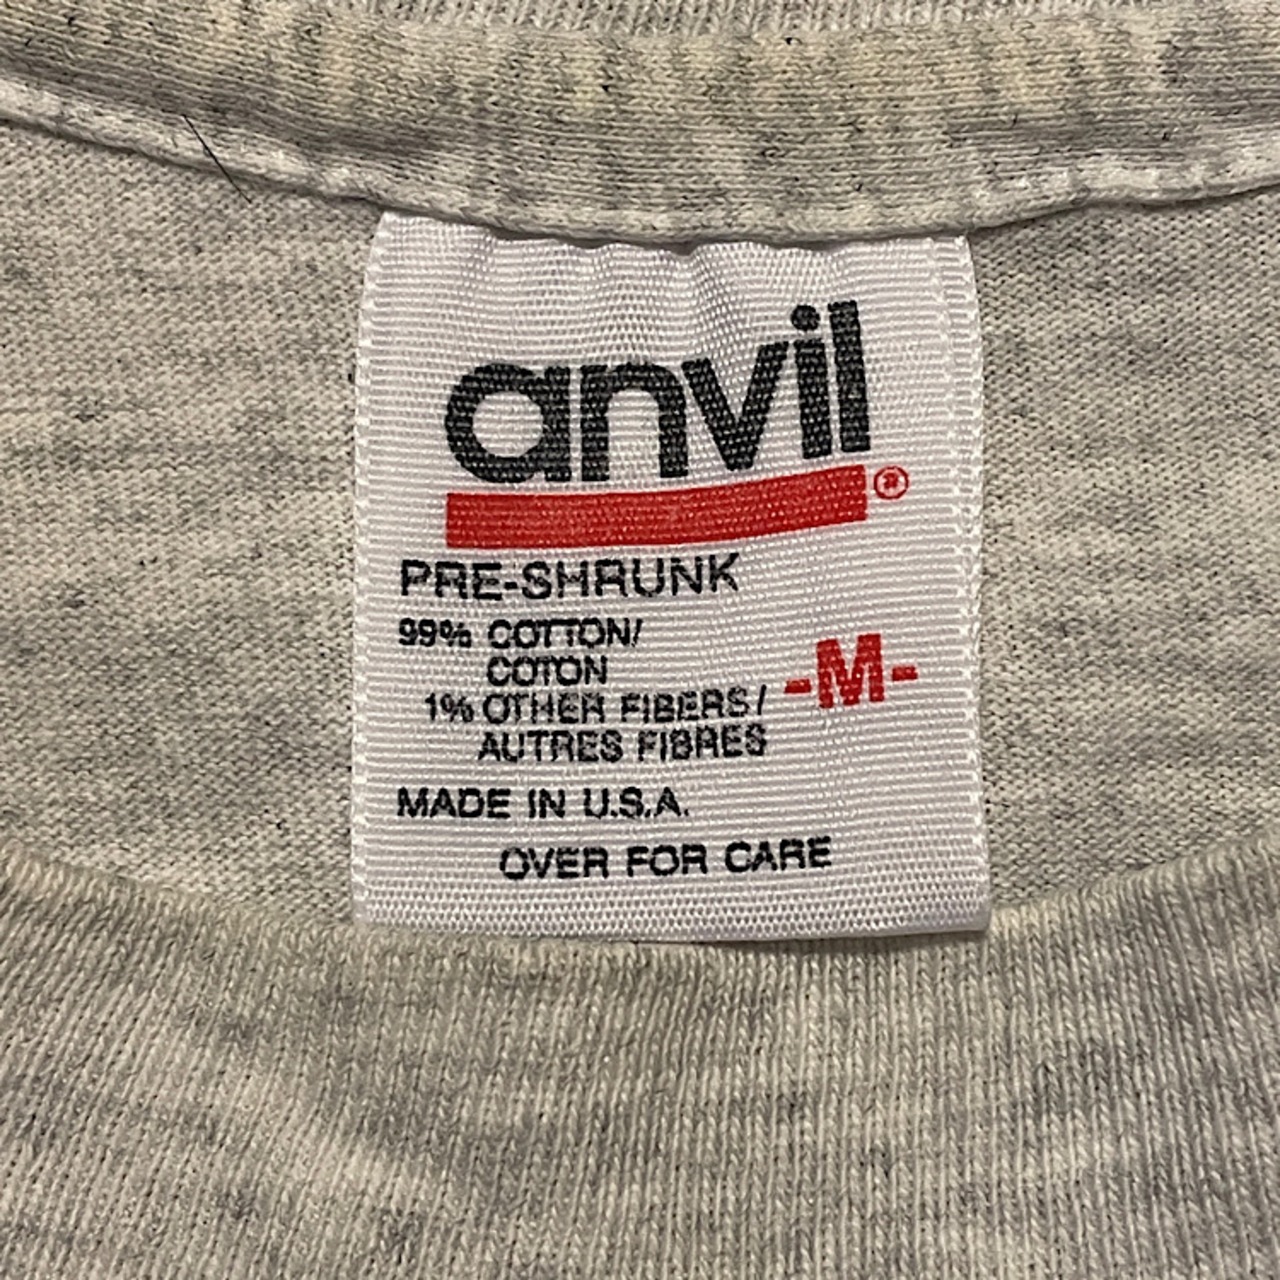 anvil®
PRE-SHRUNK
99% COTTON/
COTON
1% OTHER FIBERS/
AUTRES FIBRES
-M-
MADE IN U.S.A.
OVER FOR CARE